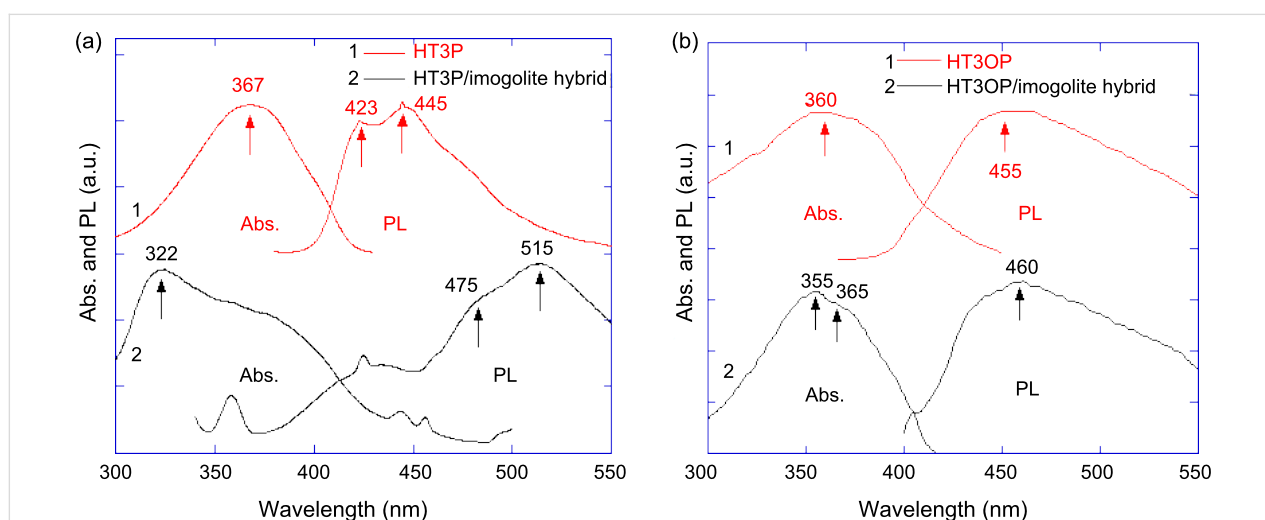 (a)
1 HT3P
2 HT3P/imogolite hybrid
367
423
445
1
Abs.
PL
322
475
515
2
Abs.
PL
Abs. and PL (a.u.)
300 350 400 450 500 550
Wavelength (nm)
(b)
1 HT3OP
2 HT3OP/imogolite hybrid
360
1
455
Abs.
PL
355
365
460
2
Abs.
PL
Abs. and PL (a.u.)
300 350 400 450 500 550
Wavelength (nm)